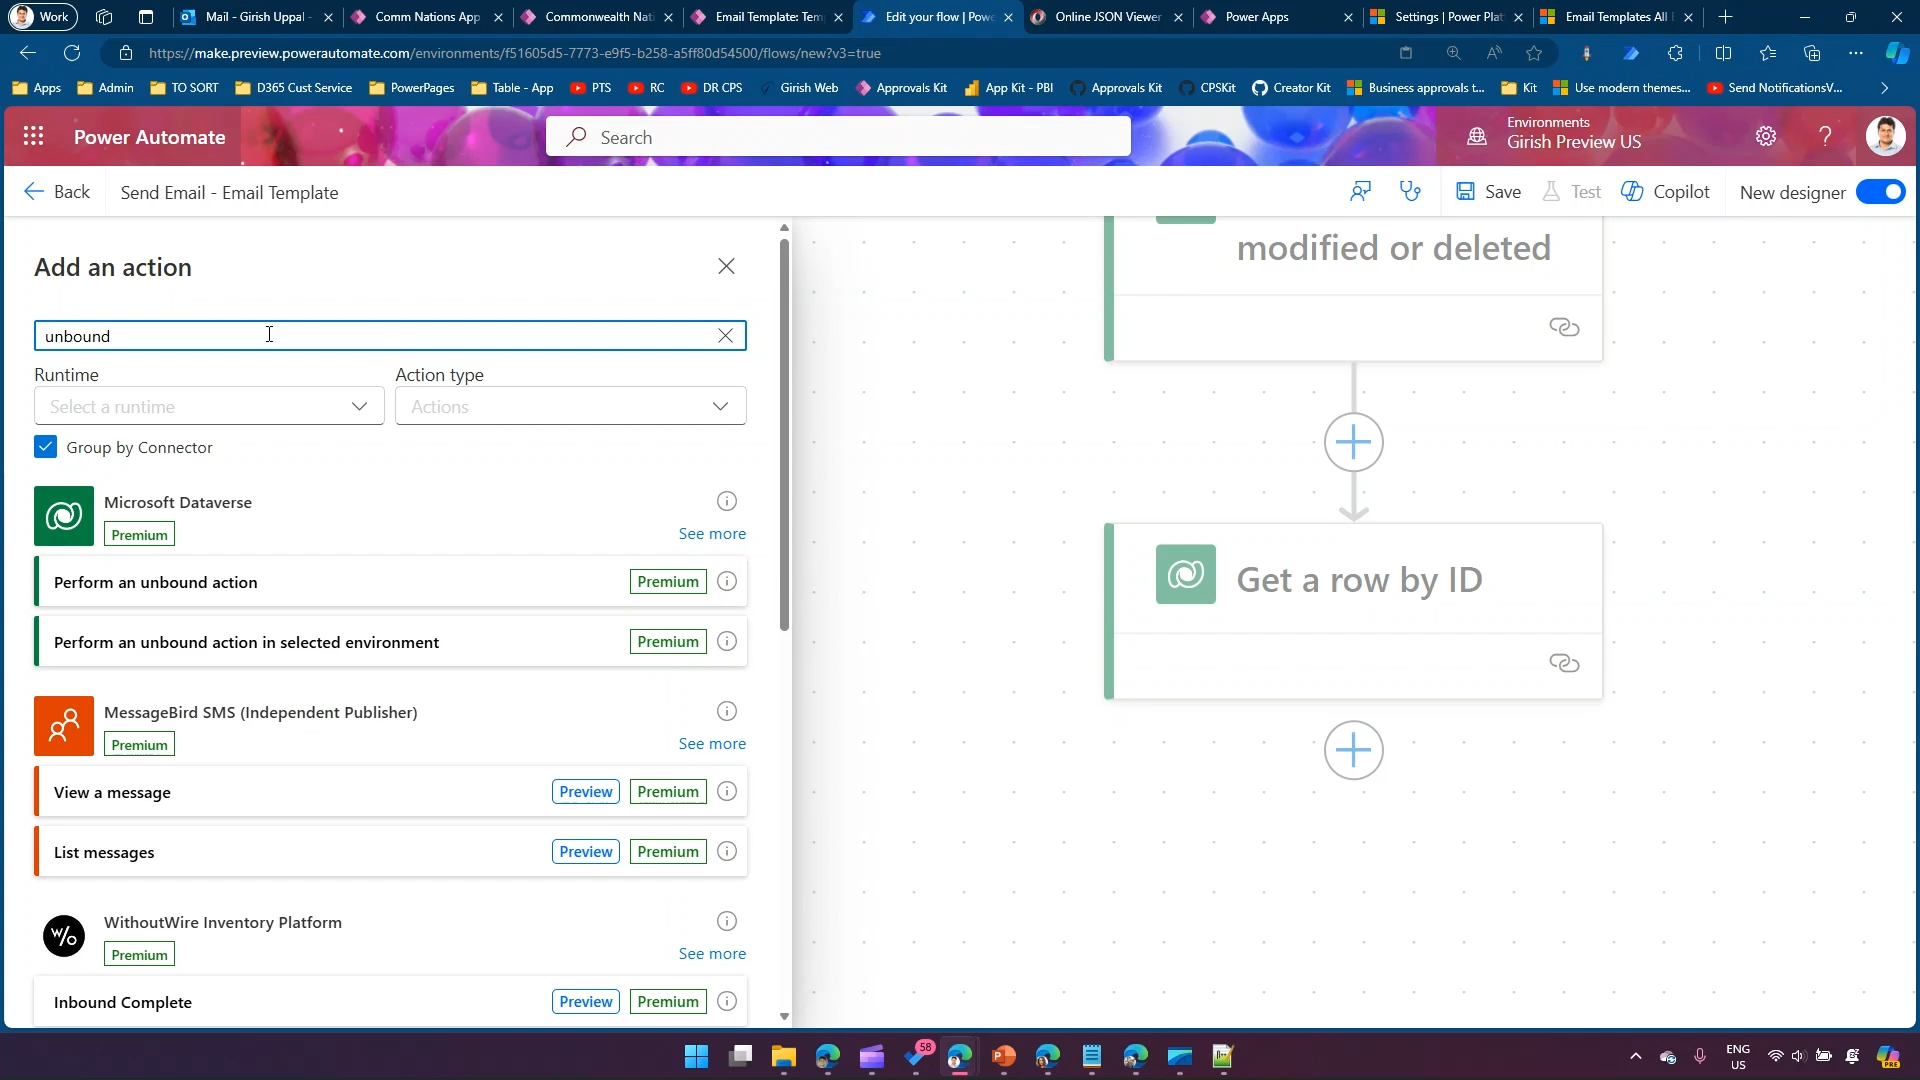 Work
Mail - Girish Uppal -
Comm Nations App
Commonwealth Nati
Email Template: Tem
Edit your flow | Powe
Online JSON Viewer
Power Apps
Settings | Power Plat
Email Templates All E
https://make.preview.powerautomate.com/environments/f51605d5-7773-e9f5-b258-a5ff80d54500/flows/new?v3=true
Apps
Admin
TO SORT
D365 Cust Service
PowerPages
Table - App
PTS
RC
DR CPS
Girish Web
Approvals Kit
App Kit - PBI
Approvals Kit
CPSKit
Creator Kit
Business approvals t...
Kit
Use modern themes...
Send NotificationsV...
Power Automate
Search
Environments
Girish Preview US
Back
Send Email - Email Template
Save
Test
Copilot
New designer
Add an action
unbound
Runtime
Action type
Select a runtime
Actions
Group by Connector
Microsoft Dataverse
Premium
See more
Perform an unbound action
Premium
Perform an unbound action in selected environment
Premium
MessageBird SMS (Independent Publisher)
Premium
See more
View a message
Preview
Premium
List messages
Preview
Premium
W/o
WithoutWire Inventory Platform
Premium
See more
Inbound Complete
Preview
Premium
modified or deleted
Get a row by ID
58
ENG
US
PRE